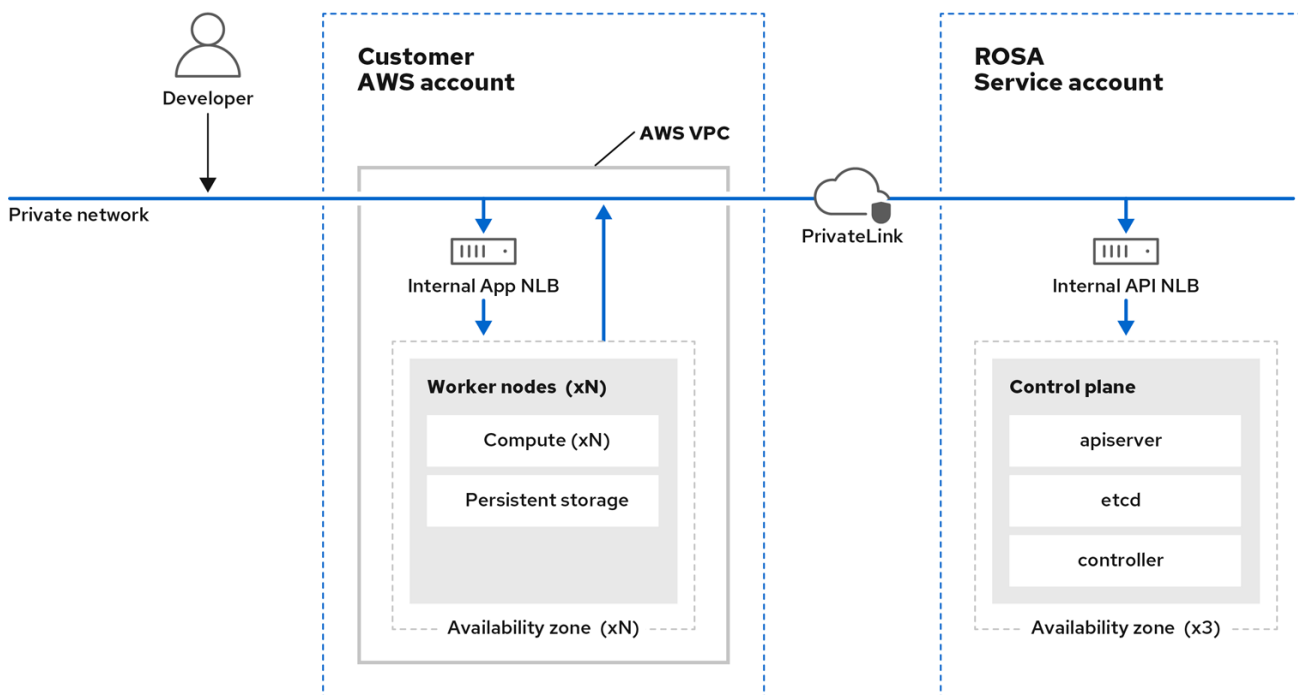 Developer
Private network
Customer
AWS account
AWS VPC
Internal App NLB
Worker nodes (xN)
Compute (xN)
Persistent storage
Availability zone (xN)
PrivateLink
ROSA
Service account
Internal API NLB
Control plane
apiserver
etcd
controller
Availability zone (x3)